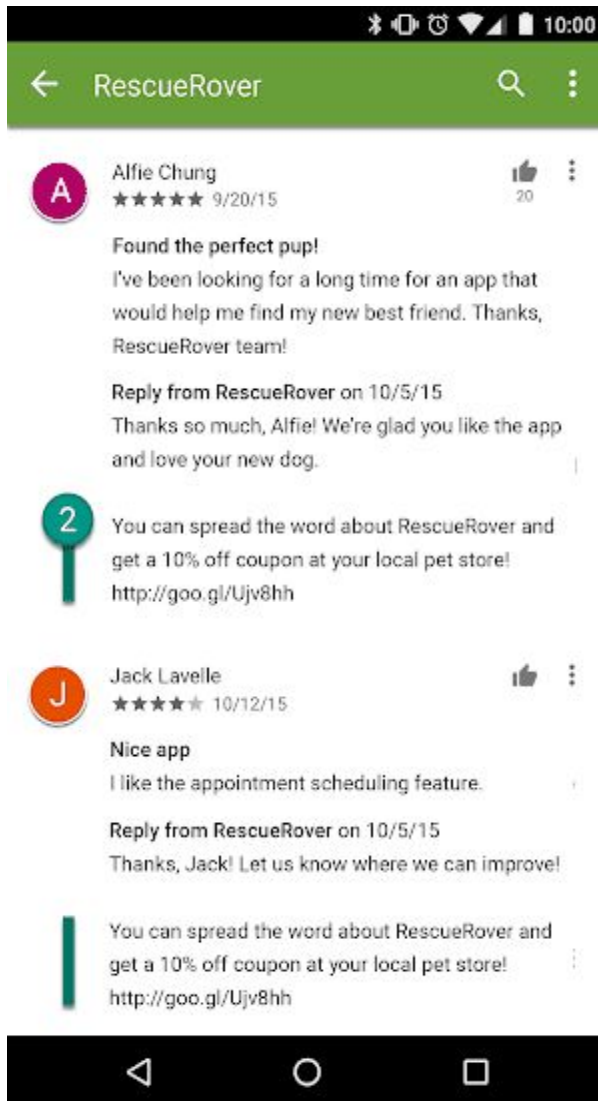 10:00
RescueRover
A
Alfie Chung
9/20/15
20
Found the perfect pup!
I've been looking for a long time for an app that
would help me find my new best friend. Thanks,
RescueRover team!
Reply from RescueRover on 10/5/15
Thanks so much, Alfie! We're glad you like the app
and love your new dog.
2
You can spread the word about RescueRover and
get a 10% off coupon at your local pet store!
http://goo.gl/Ujv8hh
J
Jack Lavelle
10/12/15
Nice app
I like the appointment scheduling feature.
Reply from RescueRover on 10/5/15
Thanks, Jack! Let us know where we can improve!
You can spread the word about RescueRover and
get a 10% off coupon at your local pet store!
http://goo.gl/Ujv8hh